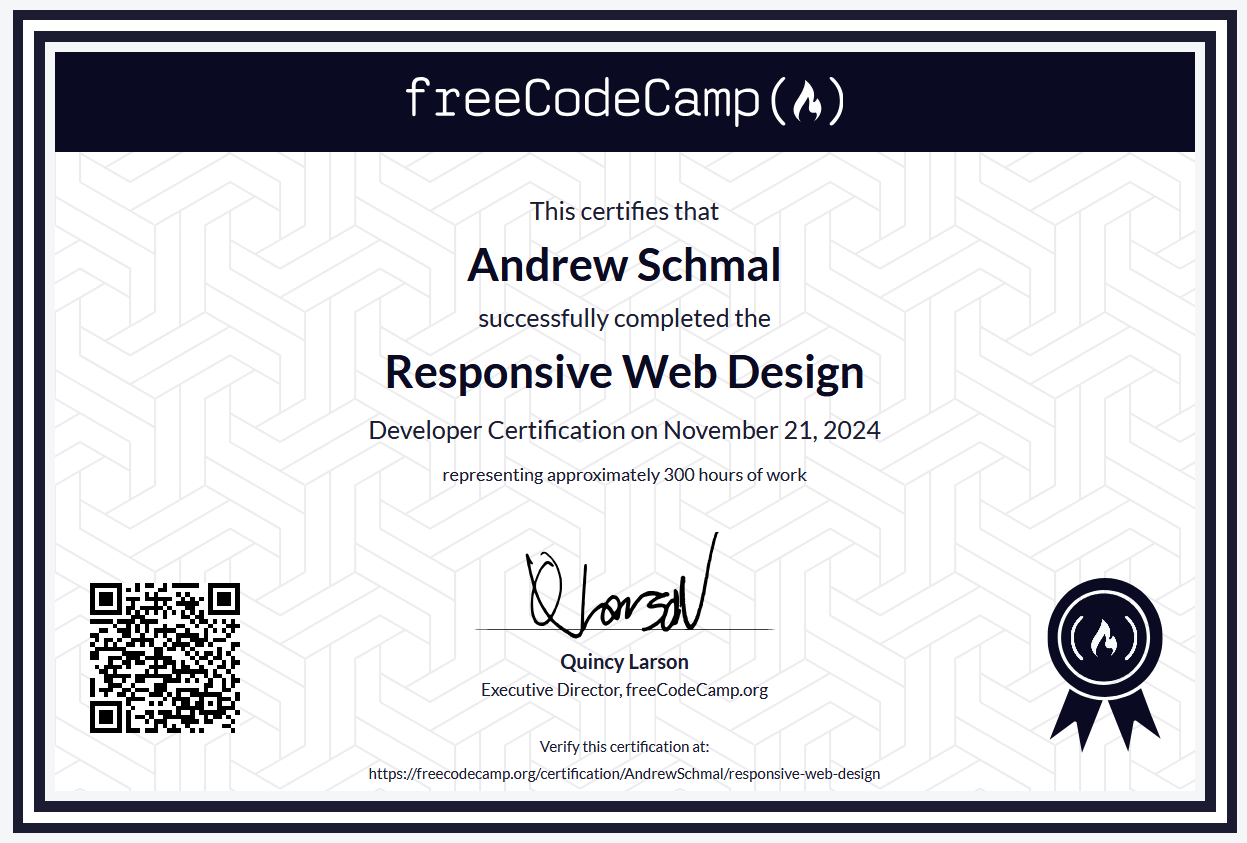 freeCodeCamp
This certifies that
Andrew Schmal
successfully completed the
Responsive Web Design
Developer Certification on November 21, 2024
representing approximately 300 hours of work
Q Larson
Quincy Larson
Executive Director, freeCodeCamp.org
Verify this certification at:
https://freecodecamp.org/certification/AndrewSchmal/responsive-web-design